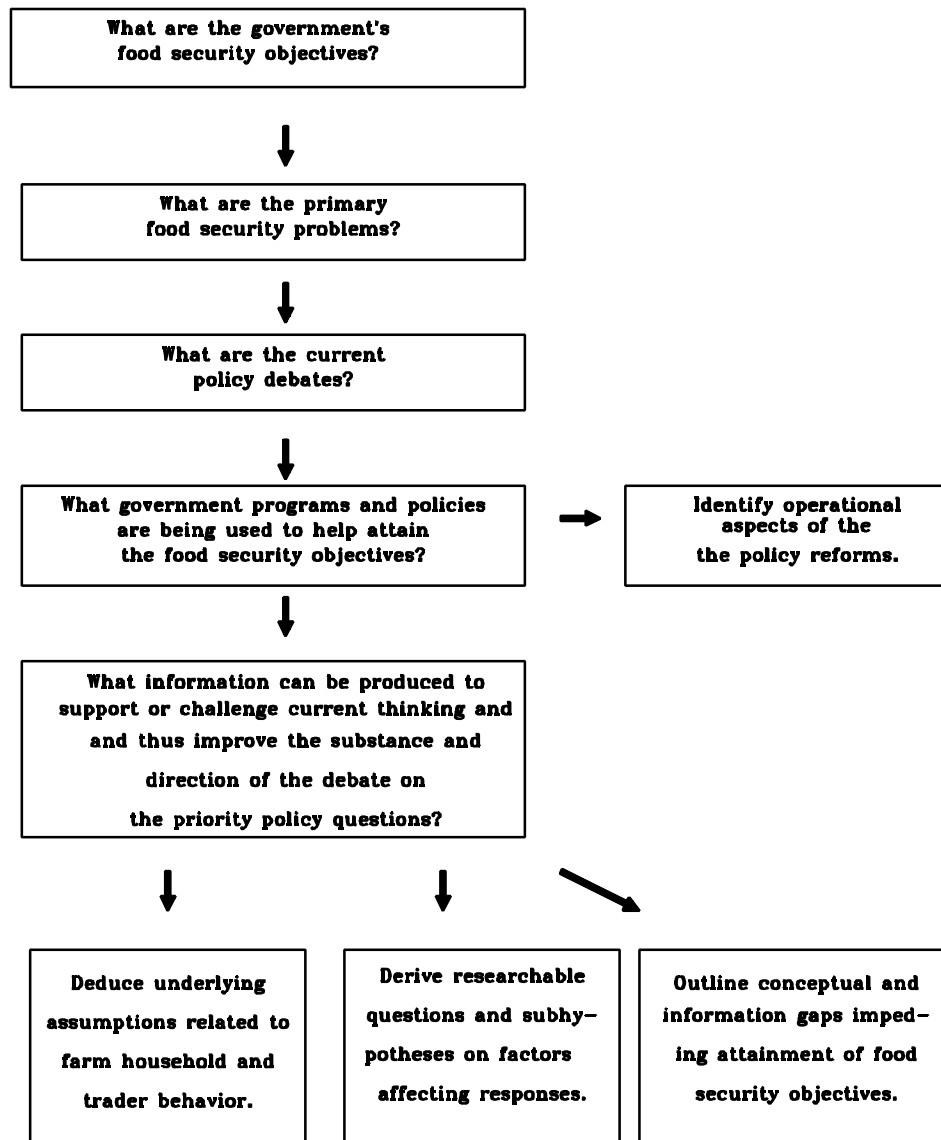 What are the government's
food security objectives?
What are the primary
food security problems?
What are the current
policy debates?
What government programs and policies
are being used to help attain
the food security objectives?
Identify operational
aspects of the
the policy reforms.
What information can be produced to
support or challenge current thinking and
and thus improve the substance and
direction of the debate on
the priority policy questions?
Deduce underlying
assumptions related to
farm household and
trader behavior.
Derive researchable
questions and subhy-
potheses on factors
affecting responses.
Outline conceptual and
information gaps imped-
ing attainment of food
security objectives.